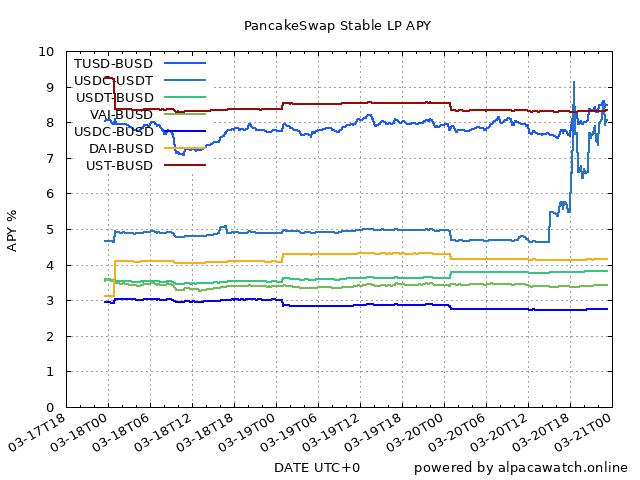 PancakeSwap Stable LP APY
10
9
8
7
6
5
4
3
2
1
0
APY %
TUSD-BUSD
USDC-USDT
USDT-BUSD
VAI-BUSD
USDC-BUSD
DAI-BUSD
UST-BUSD
03-17T18
03-18T00
03-18T06
03-18T12
03-18T18
03-19T00
03-19T06
03-19T12
03-19T18
03-20T00
03-20T06
03-20T12
03-20T18
03-21T00
DATE UTC+0
powered by alpacawatch.online